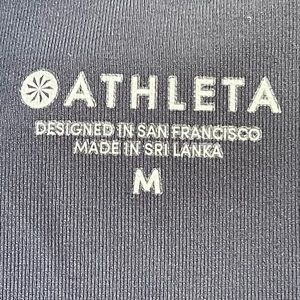 ATHLETA
DESIGNED IN SAN FRANCISCO
MADE IN SRI LANKA
M